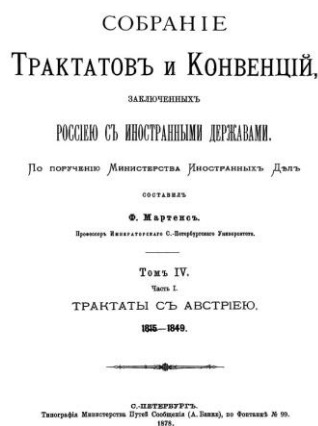 СОБРАНІЕ
ТРАКТАТОВЪ и КОНВЕНЦІЙ,
ЗАКЛЮЧЕННЫХЪ
РОССІЕЮ СЪ ИНОСТРАННЫМИ ДЕРЖАВАМИ.
По порученію Министерства Иностранныхъ Дѣлъ
СОСТАВИЛЪ
Ф. Мартенсъ.
Профессоръ Императорскаго С.-Петербургскаго Университета.
Томъ IV.
Часть I.
ТРАКТАТЫ СЪ АВСТРІЕЮ.
1815—1849.
С.-ПЕТЕРБУРГЪ.
Типографія Министерства Путей Сообщенія (А. Бенке), по Фонтанкѣ № 99.
1878.